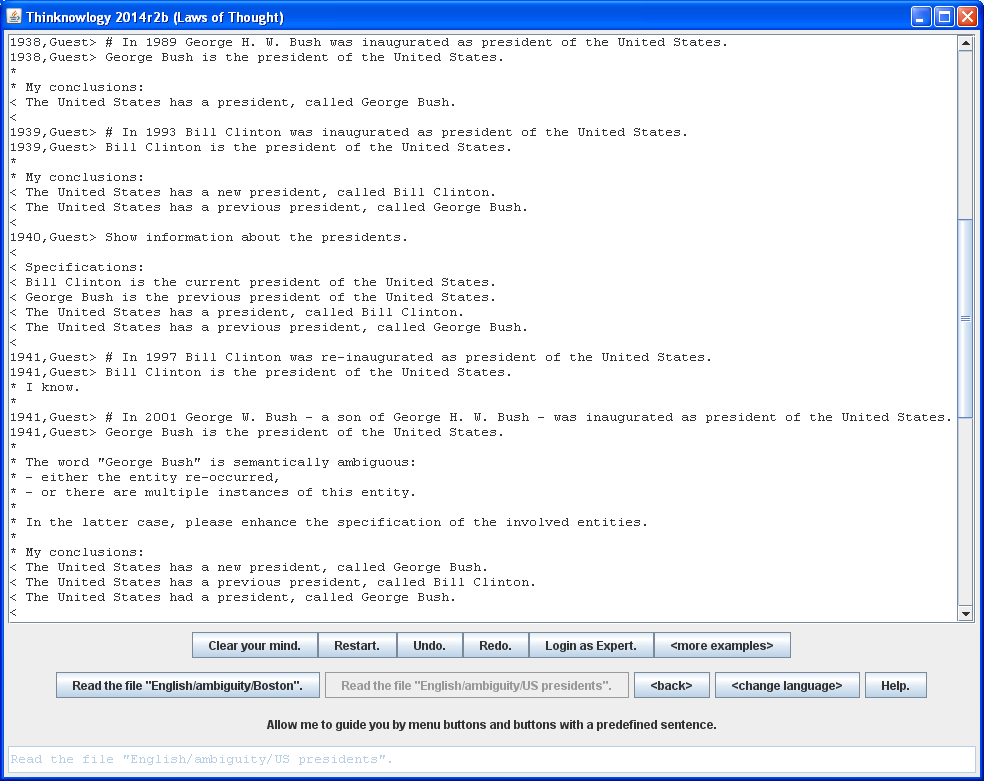 Thinknowlogy 2014r2b (Laws of Thought)
1938,Guest> # In 1989 George H. W. Bush was inaugurated as president of the United States.
1938,Guest> George Bush is the president of the United States.
*
* My conclusions:
< The United States has a president, called George Bush.
<
1939,Guest> # In 1993 Bill Clinton was inaugurated as president of the United States.
1939,Guest> Bill Clinton is the president of the United States.
*
* My conclusions:
< The United States has a new president, called Bill Clinton.
< The United States has a previous president, called George Bush.
<
1940,Guest> Show information about the presidents.
<
< Specifications:
< Bill Clinton is the current president of the United States.
< George Bush is the previous president of the United States.
< The United States has a president, called Bill Clinton.
< The United States has a previous president, called George Bush.
<
1941,Guest> # In 1997 Bill Clinton was re-inaugurated as president of the United States.
1941,Guest> Bill Clinton is the president of the United States.
* I know.
*
1941,Guest> # In 2001 George W. Bush - a son of George H. W. Bush - was inaugurated as president of the United States.
1941,Guest> George Bush is the president of the United States.
*
* The word "George Bush" is semantically ambiguous:
* - either the entity re-occurred,
* - or there are multiple instances of this entity.
*
* In the latter case, please enhance the specification of the involved entities.
*
* My conclusions:
< The United States has a new president, called George Bush.
< The United States has a previous president, called Bill Clinton.
< The United States had a president, called George Bush.
<
Clear your mind. Restart. Undo. Redo. Login as Expert. <more examples>
Read the file "English/ambiguity/Boston". Read the file "English/ambiguity/US presidents". <back> <change language> Help.
Allow me to guide you by menu buttons and buttons with a predefined sentence.
Read the file "English/ambiguity/US presidents".